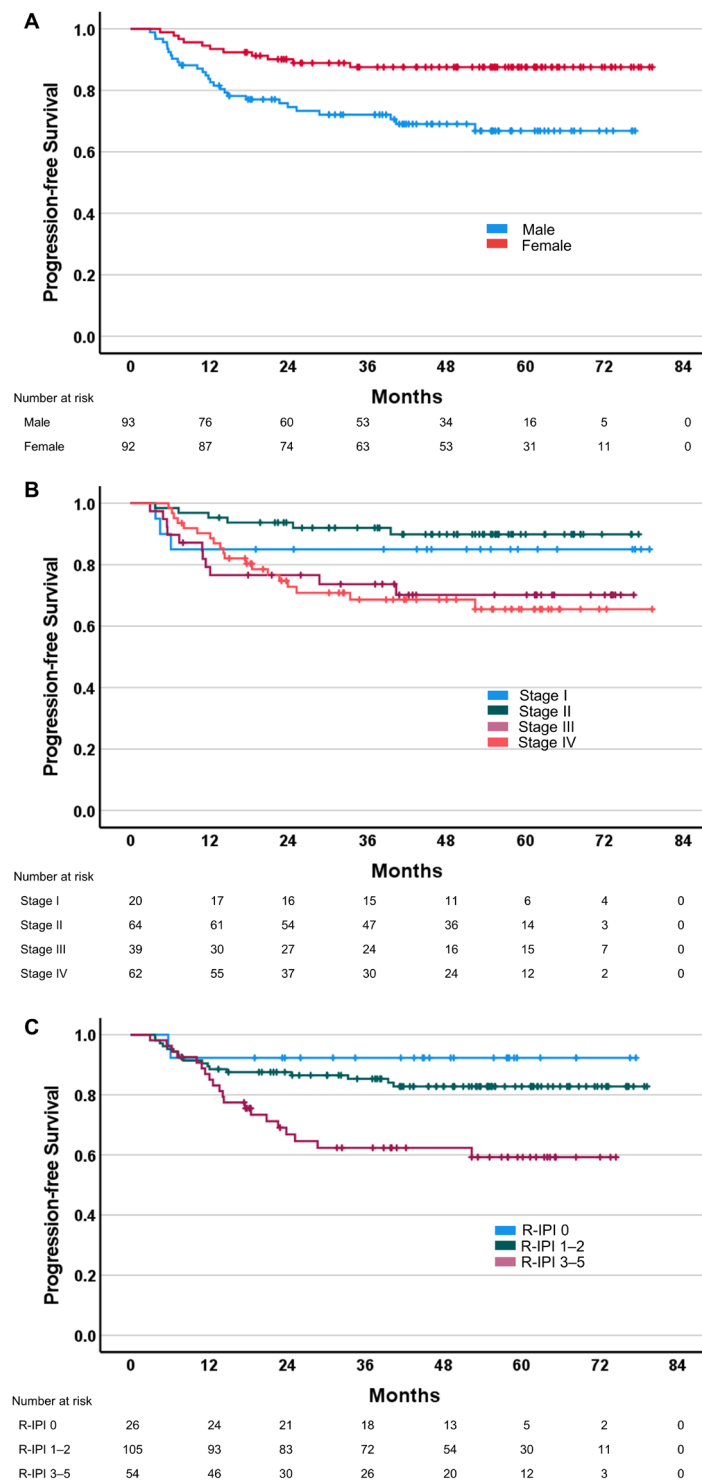 A
Progression-free Survival
1.0
0.8
0.6
0.4
0.2
0.0
Male
Female
0 12 24 36 48 60 72 84
Months
Number at risk
Male 93 76 60 53 34 16 5 0
Female 92 87 74 63 53 31 11 0
B
Progression-free Survival
1.0
0.8
0.6
0.4
0.2
0.0
Stage I
Stage II
Stage III
Stage IV
0 12 24 36 48 60 72 84
Months
Number at risk
Stage I 20 17 16 15 11 6 4 0
Stage II 64 61 54 47 36 14 3 0
Stage III 39 30 27 24 16 15 7 0
Stage IV 62 55 37 30 24 12 2 0
C
Progression-free Survival
1.0
0.8
0.6
0.4
0.2
0.0
R-IPI 0
R-IPI 1–2
R-IPI 3–5
0 12 24 36 48 60 72 84
Months
Number at risk
R-IPI 0 26 24 21 18 13 5 2 0
R-IPI 1–2 105 93 83 72 54 30 11 0
R-IPI 3–5 54 46 30 26 20 12 3 0